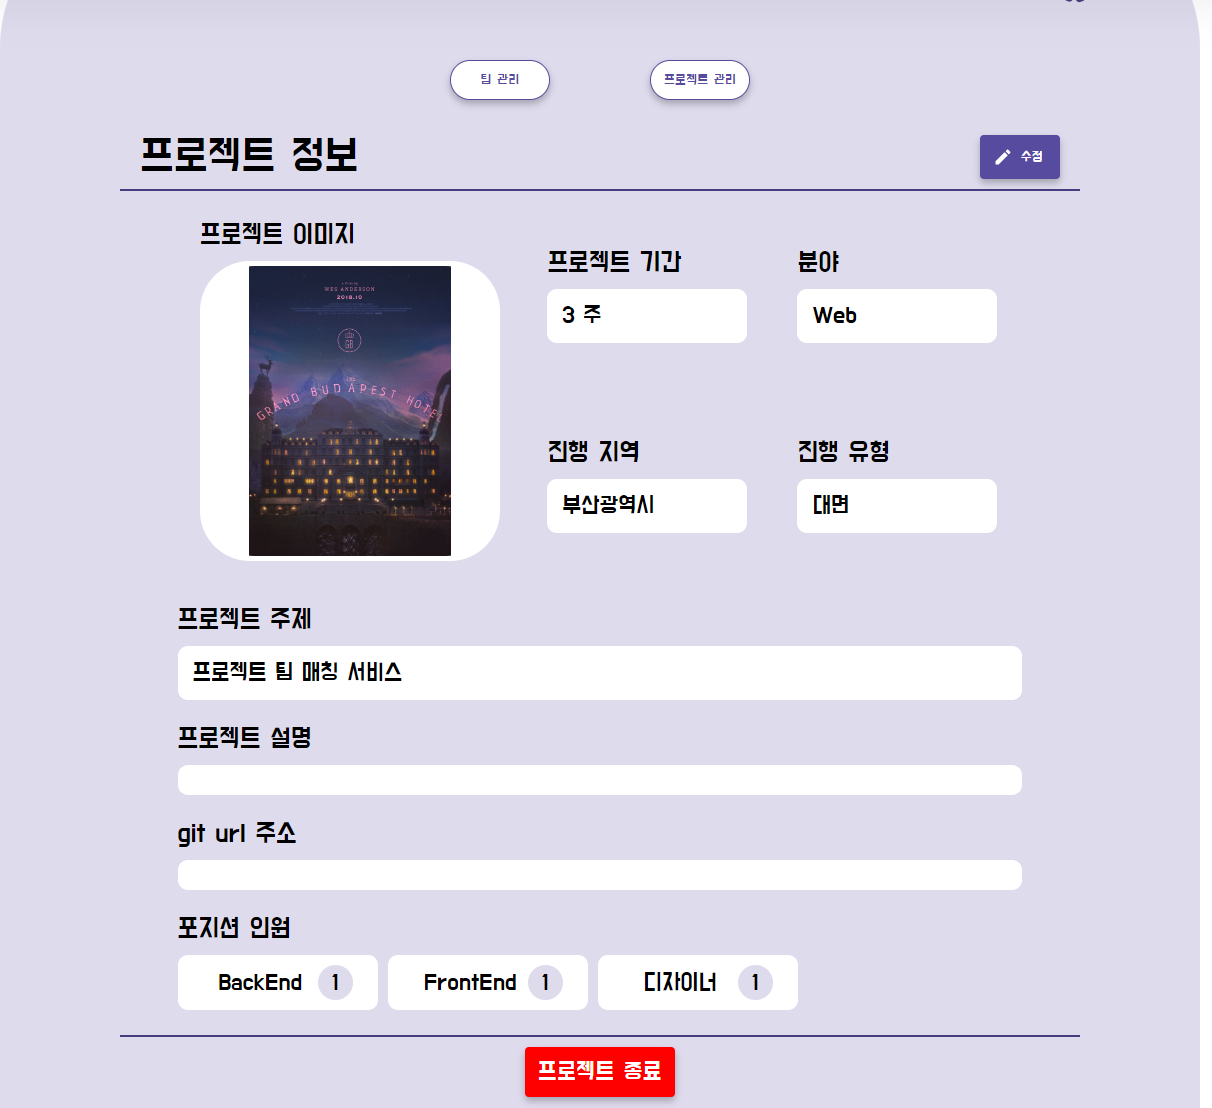 팀 관리
프로젝트 관리
프로젝트 정보
수정
프로젝트 이미지
WES ANDERSON
2018.10
GB
THE
GRAND BUDAPEST HOTEL
프로젝트 기간
분야
3 주
Web
진행 지역
진행 유형
부산광역시
대면
프로젝트 주제
프로젝트 팀 매칭 서비스
프로젝트 설명
git url 주소
포지션 인원
BackEnd 1
FrontEnd 1
디자이너 1
프로젝트 종료